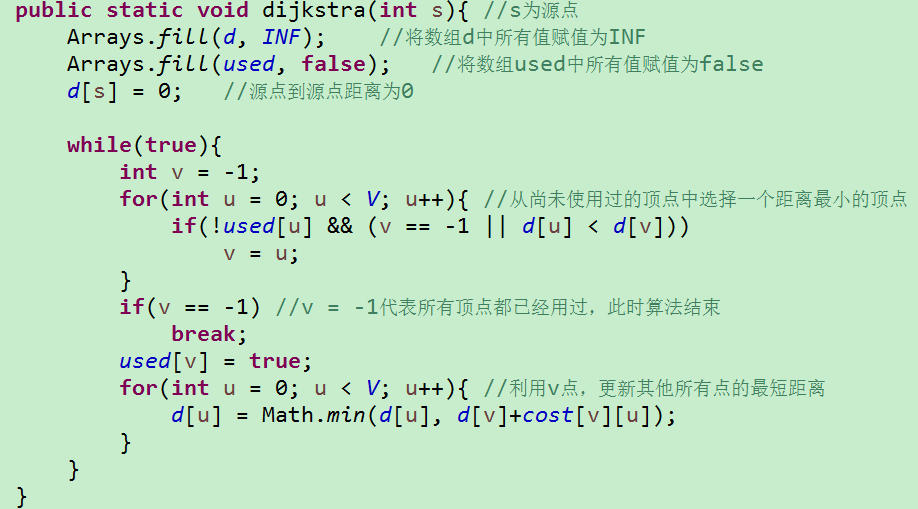 public static void dijkstra(int s){ //s为源点
    Arrays.fill(d, INF);    //将数组d中所有值赋值为INF
    Arrays.fill(used, false);   //将数组used中所有值赋值为false
    d[s] = 0;   //源点到源点距离为0
    while(true){
        int v = -1;
        for(int u = 0; u < V; u++){ //从尚未使用过的顶点中选择一个距离最小的顶点
            if(!used[u] && (v == -1 || d[u] < d[v]))
                v = u;
        }
        if(v == -1) //v = -1代表所有顶点都已经用过，此时算法结束
            break;
        used[v] = true;
        for(int u = 0; u < V; u++){ //利用v点，更新其他所有点的最短距离
            d[u] = Math.min(d[u], d[v]+cost[v][u]);
        }
    }
}